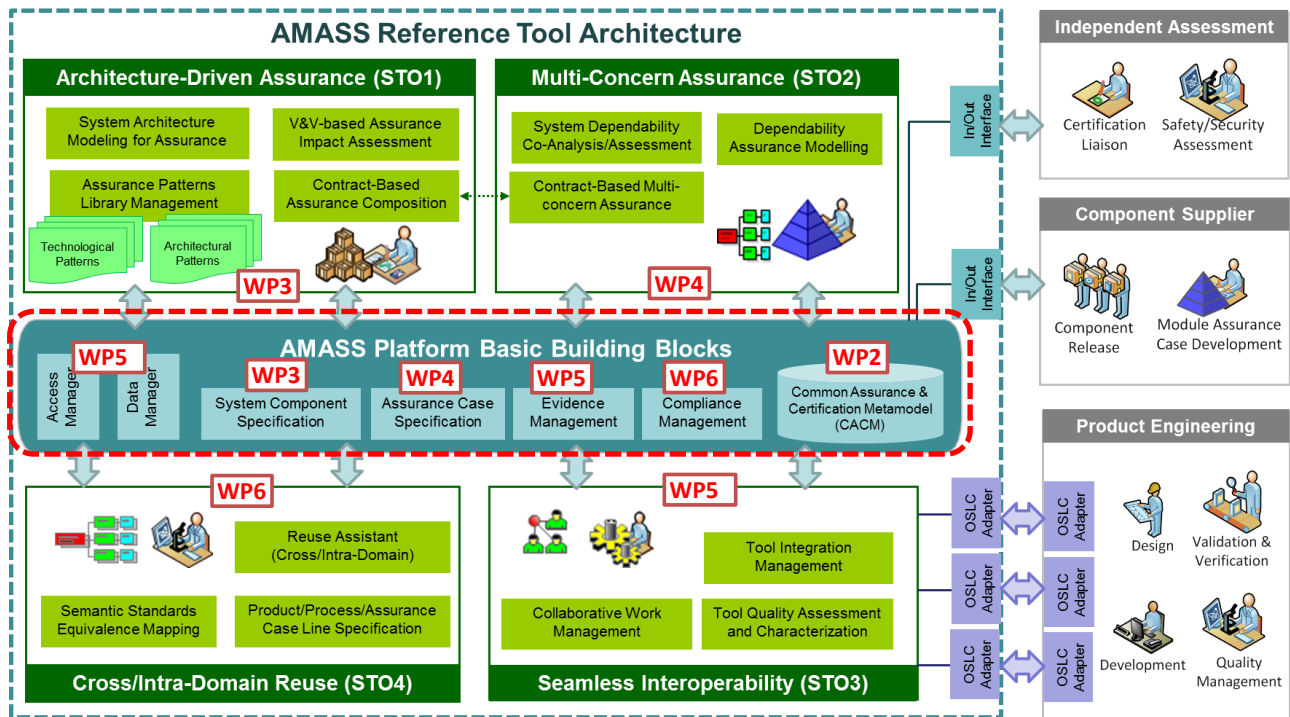 AMASS Reference Tool Architecture
Architecture-Driven Assurance (STO1)
System Architecture
Modeling for Assurance
V&V-based Assurance
Impact Assessment
Assurance Patterns
Library Management
Contract-Based
Assurance Composition
Technological
Patterns
Architectural
Patterns
WP3
Multi-Concern Assurance (STO2)
System Dependability
Co-Analysis/Assessment
Dependability
Assurance Modelling
Contract-Based Multi-
concern Assurance
WP4
In/Out
Interface
In/Out
Interface
Independent Assessment
Certification
Liaison
Safety/Security
Assessment
Component Supplier
Component
Release
Module Assurance
Case Development
AMASS Platform Basic Building Blocks
WP5
Access
Manager
Data
Manager
WP3
System Component
Specification
WP4
Assurance Case
Specification
WP5
Evidence
Management
WP6
Compliance
Management
WP2
Common Assurance &
Certification Metamodel
(CACM)
WP6
Reuse Assistant
(Cross/Intra-Domain)
Semantic Standards
Equivalence Mapping
Product/Process/Assurance
Case Line Specification
Cross/Intra-Domain Reuse (STO4)
WP5
Tool Integration
Management
Collaborative Work
Management
Tool Quality Assessment
and Characterization
Seamless Interoperability (STO3)
OSLC
Adapter
OSLC
Adapter
OSLC
Adapter
OSLC
Adapter
OSLC
Adapter
OSLC
Adapter
Product Engineering
Design
Validation &
Verification
Development
Quality
Management